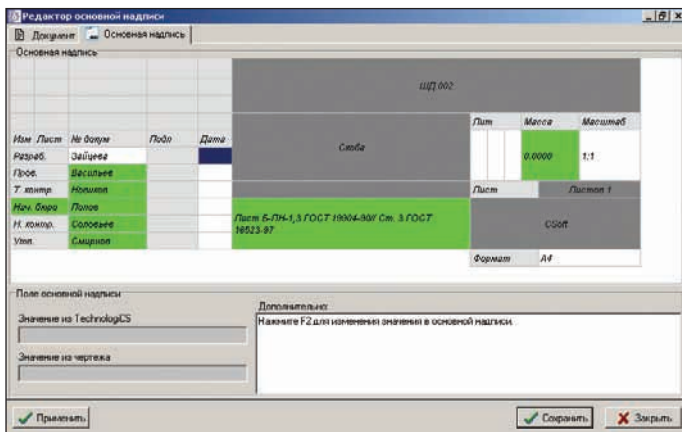 Редактор основной надписи
Документ Основная надпись
Основная надпись
ШД 002
Скоба
Лит Масса Масштаб
0.0000 1:1
Изм Лист № докум Подп Дата
Разраб. Зайцева
Пров. Васильев
Т. контр. Новиков
Лист Листов 1
Нач. бюро Попов
Н. контр. Соловьев
Утв. Смирнов
Лист Б-ПН-1,3 ГОСТ 19904-90// Ст. 3 ГОСТ
16523-97
CSoft
Формат А4
Поле основной надписи
Значение из TechnologiCS
Значение из чертежа
Дополнительно:
Нажмите F2 для изменения значения в основной надписи.
Применить
Сохранить
Закрыть